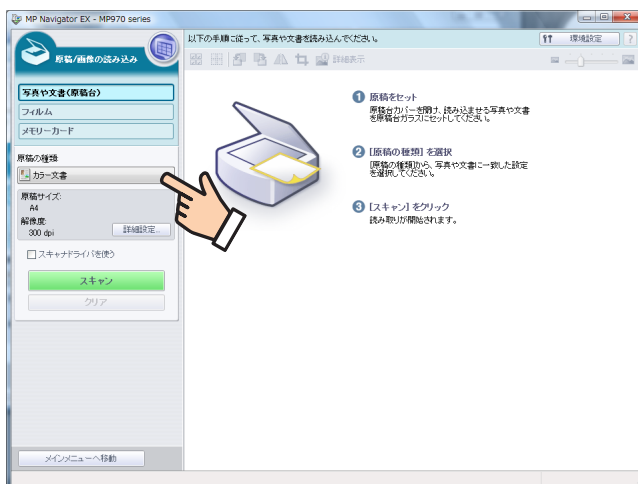 MP Navigator EX - MP970 series
原稿/画像の読み込み
以下の手順に従って、写真や文書を読み込んでください。
環境設定
?
詳細表示
写真や文書(原稿台)
フィルム
メモリーカード
原稿の種類
カラー文書
原稿サイズ:
A4
解像度:
300 dpi
詳細設定...
スキャナドライバを使う
スキャン
クリア
1 原稿をセット
原稿台カバーを開け、読み込ませる写真や文書
を原稿台ガラスにセットしてください。
2 [原稿の種類] を選択
[原稿の種類]から、写真や文書に一致した設定
を選択してください。
3 [スキャン] をクリック
読み取りが開始されます。
メインメニューへ移動